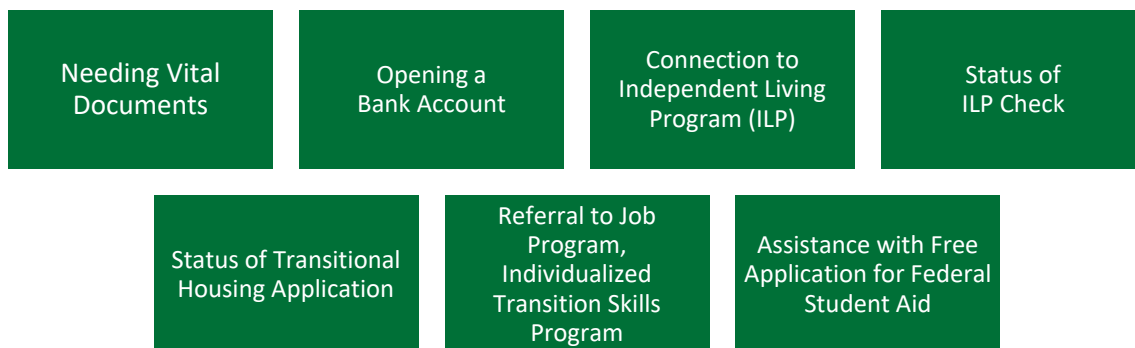 Needing Vital
Documents
Opening a
Bank Account
Connection to
Independent Living
Program (ILP)
Status of
ILP Check
Status of Transitional
Housing Application
Referral to Job
Program,
Individualized
Transition Skills
Program
Assistance with Free
Application for Federal
Student Aid